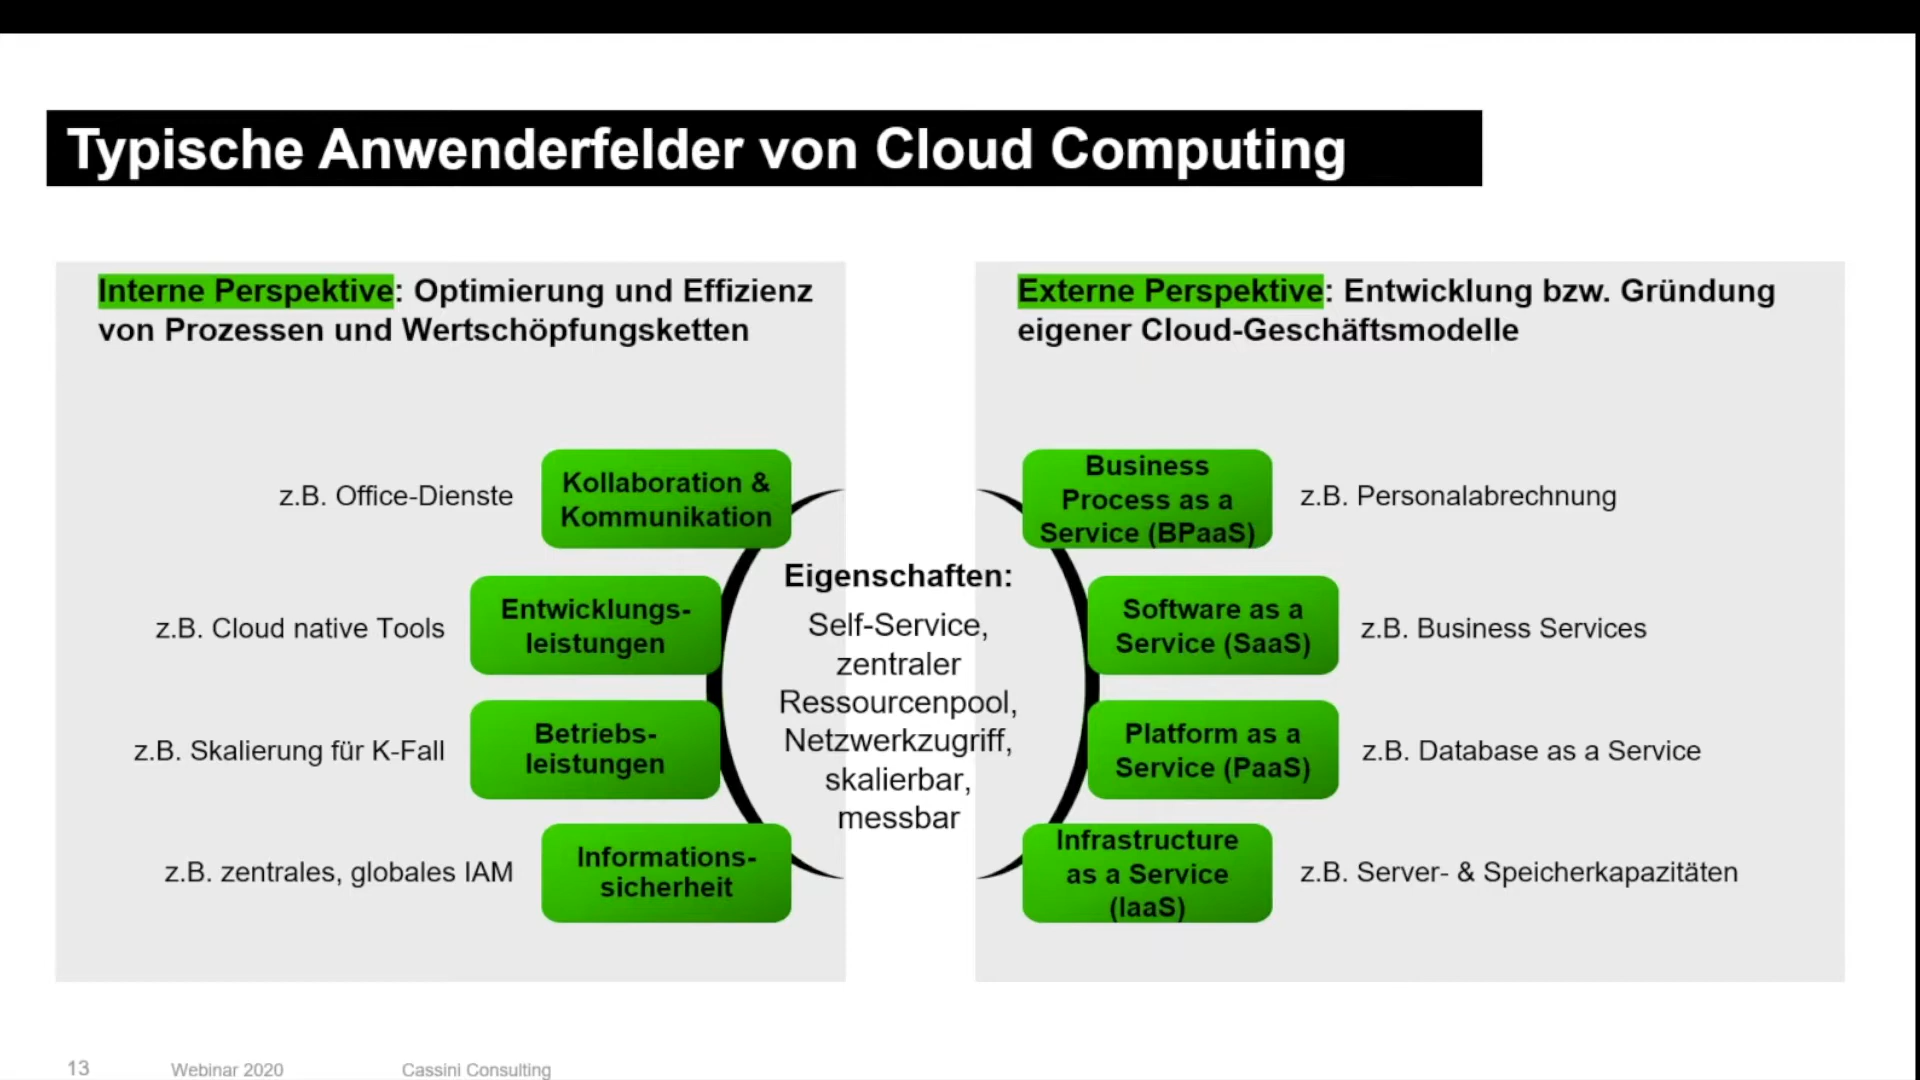 Typische Anwenderfelder von Cloud Computing
Interne Perspektive: Optimierung und Effizienz
von Prozessen und Wertschöpfungsketten
z.B. Office-Dienste
Kollaboration &
Kommunikation
z.B. Cloud native Tools
Entwicklungs-
leistungen
z.B. Skalierung für K-Fall
Betriebs-
leistungen
z.B. zentrales, globales IAM
Informations-
sicherheit
Eigenschaften:
Self-Service,
zentraler
Ressourcenpool,
Netzwerkzugriff,
skalierbar,
messbar
Externe Perspektive: Entwicklung bzw. Gründung
eigener Cloud-Geschäftsmodelle
Business
Process as a
Service (BPaaS)
z.B. Personalabrechnung
Software as a
Service (SaaS)
z.B. Business Services
Platform as a
Service (PaaS)
z.B. Database as a Service
Infrastructure
as a Service
(IaaS)
z.B. Server- & Speicherkapazitäten
13 Webinar 2020 Cassini Consulting